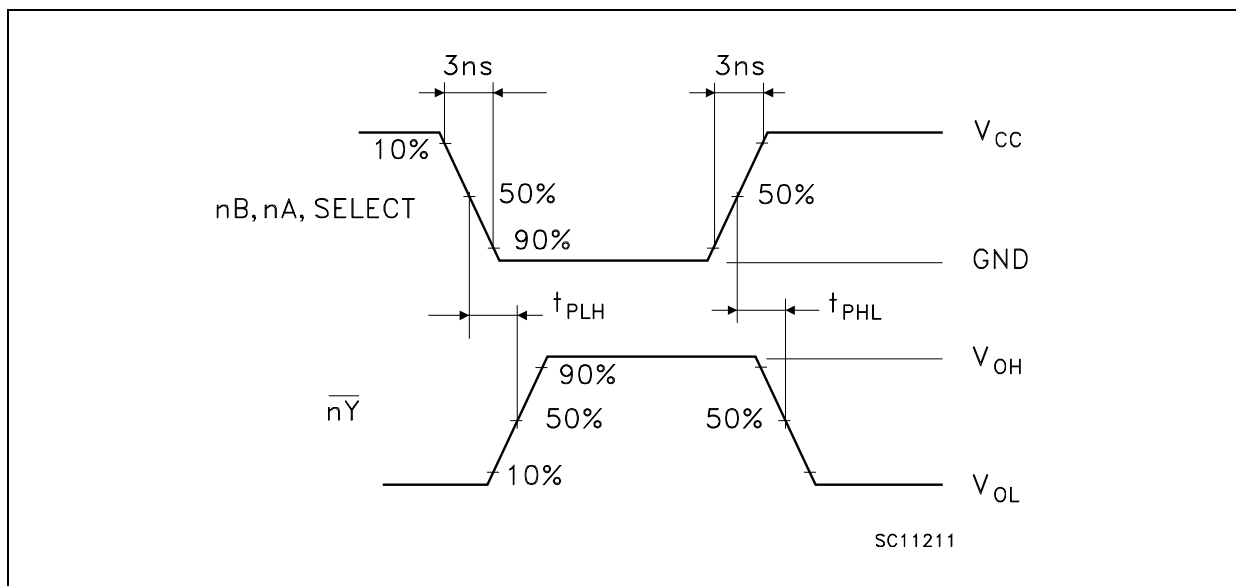 3ns 3ns
V_CC
10%
50% 50%
nB, nA, SELECT
90%
GND
t_PLH t_PHL
V_OH
90%
nY̅
50% 50%
10%
V_OL
SC11211